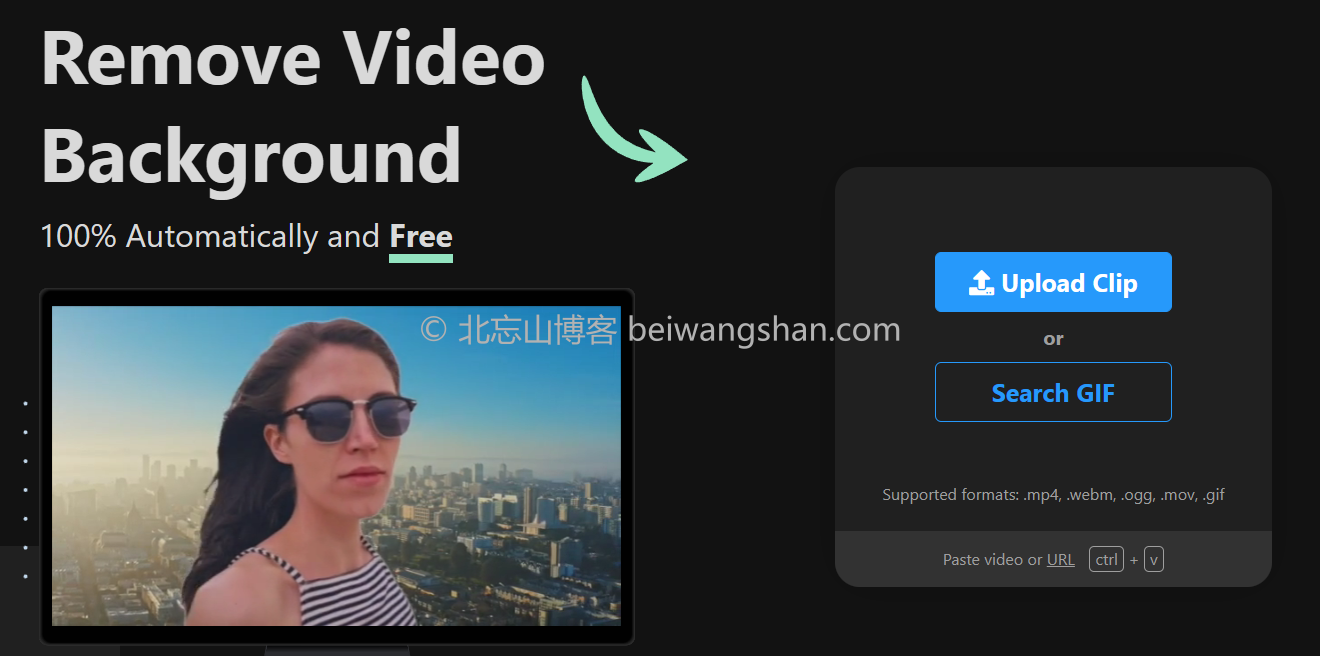 Remove Video
Background
100% Automatically and Free
© 北忘山博客 beiwangshan.com
Upload Clip
or
Search GIF
Supported formats: .mp4, .webm, .ogg, .mov, .gif
Paste video or URL ctrl + v